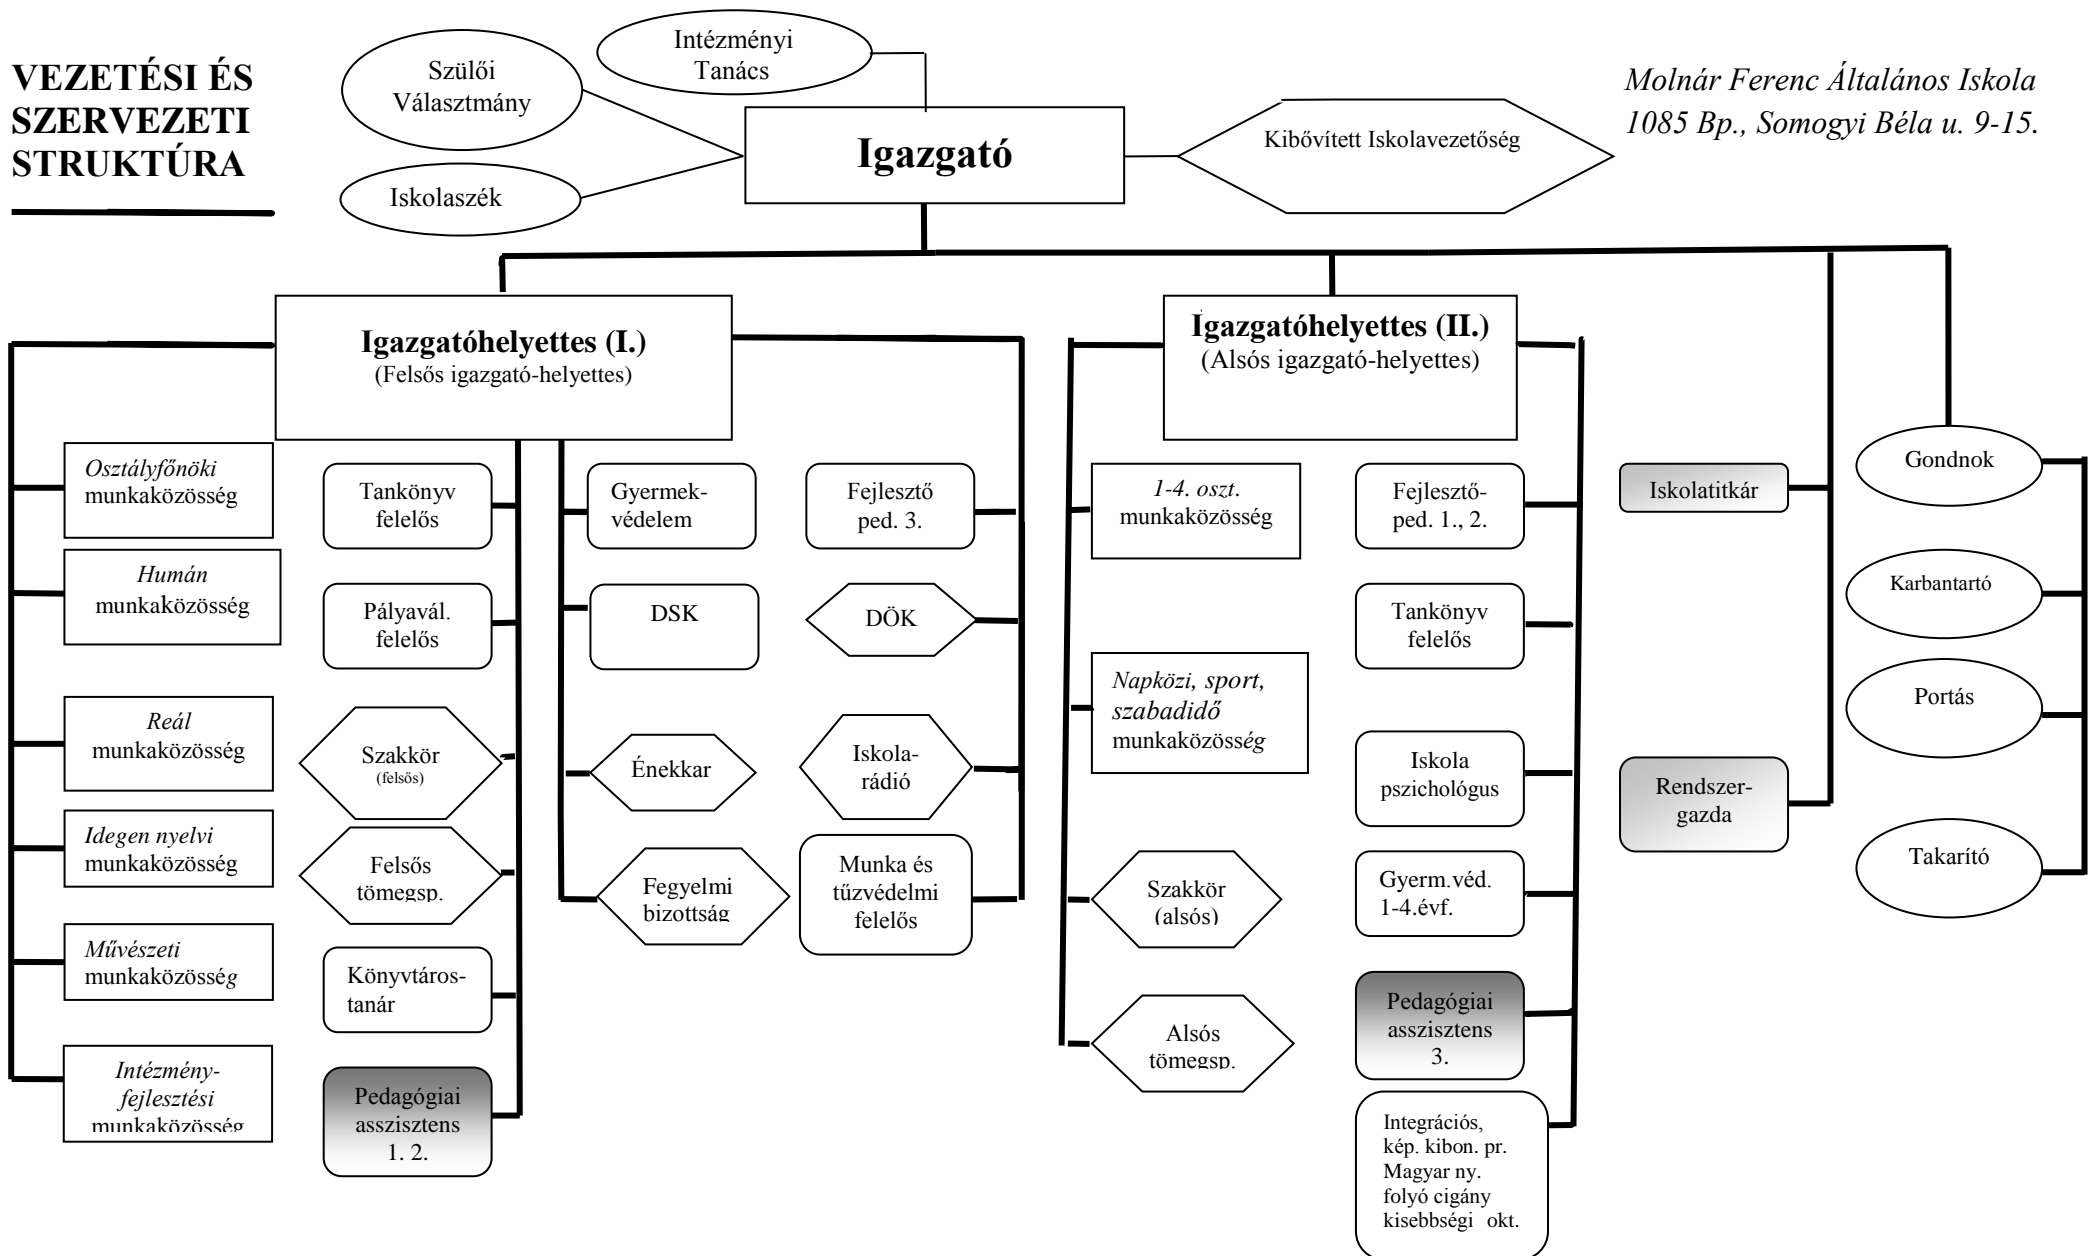 VEZETÉSI ÉS
SZERVEZETI
STRUKTÚRA
Szülői
Választmány
Intézményi
Tanács
Iskolaszék
Igazgató
Kibővített Iskolavezetőség
Molnár Ferenc Általános Iskola
1085 Bp., Somogyi Béla u. 9-15.
Igazgatóhelyettes (I.)
(Felsős igazgató-helyettes)
Igazgatóhelyettes (II.)
(Alsós igazgató-helyettes)
Osztályfőnöki
munkaközösség
Humán
munkaközösség
Reál
munkaközösség
Idegen nyelvi
munkaközösség
Művészeti
munkaközösség
Intézmény-
fejlesztési
munkaközösség
Tankönyv
felelős
Pályavál.
felelős
Szakkör
(felsős)
Felsős
tömegsp.
Könyvtáros-
tanár
Pedagógiai
asszisztens
1. 2.
Gyermek-
védelem
DSK
Énekkar
Fegyelmi
bizottság
Fejlesztő
ped. 3.
DÖK
Iskola-
rádió
Munka és
tűzvédelmi
felelős
1-4. oszt.
munkaközösség
Napközi, sport,
szabadidő
munkaközösség
Szakkör
(alsós)
Alsós
tömegsp.
Fejlesztő-
ped. 1., 2.
Tankönyv
felelős
Iskola
pszichológus
Gyerm.véd.
1-4.évf.
Pedagógiai
asszisztens
3.
Integrációs,
kép. kibon. pr.
Magyar ny.
folyó cigány
kisebbségi okt.
Iskolatitkár
Rendszer-
gazda
Gondnok
Karbantartó
Portás
Takarító